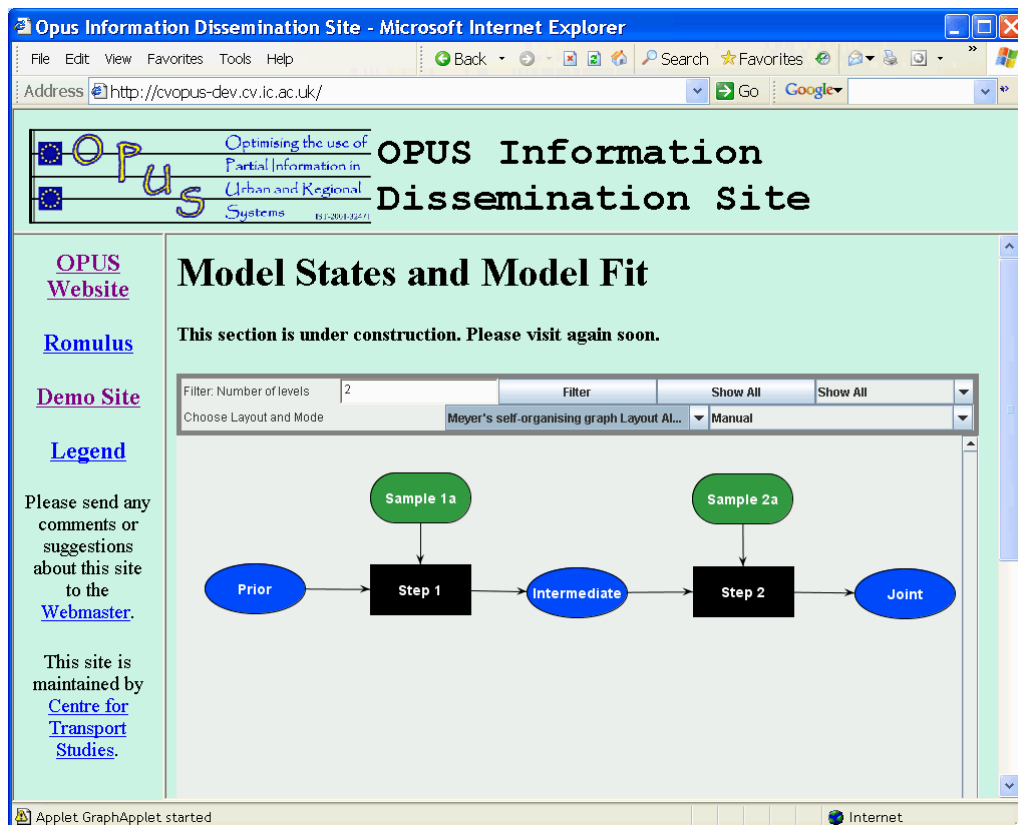 Opus Information Dissemination Site - Microsoft Internet Explorer
File Edit View Favorites Tools Help
Back Search Favorites »
Address http://cvopus-dev.cv.ic.ac.uk/ Go Google »
OPUS
Optimising the use of
Partial Information in
Urban and Regional
Systems IST-2001-32471
OPUS Information
Dissemination Site
OPUS
Website
Romulus
Demo Site
Legend
Please send any
comments or
suggestions
about this site
to the
Webmaster.
This site is
maintained by
Centre for
Transport
Studies.
Model States and Model Fit
This section is under construction. Please visit again soon.
Filter: Number of levels 2 Filter Show All Show All
Choose Layout and Mode Meyer's self-organising graph Layout Al... Manual
Sample 1a Sample 2a
Prior Step 1 Intermediate Step 2 Joint
Applet GraphApplet started Internet